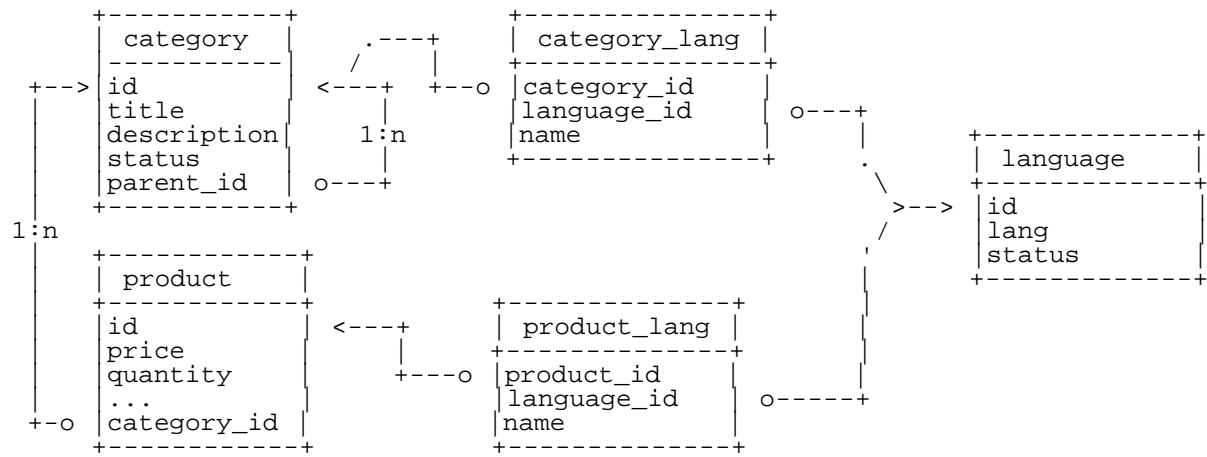 category
id
title
description
status
parent_id
1:n
category_lang
category_id
language_id
name
language
id
lang
status
1:n
product
id
price
quantity
...
category_id
product_lang
product_id
language_id
name